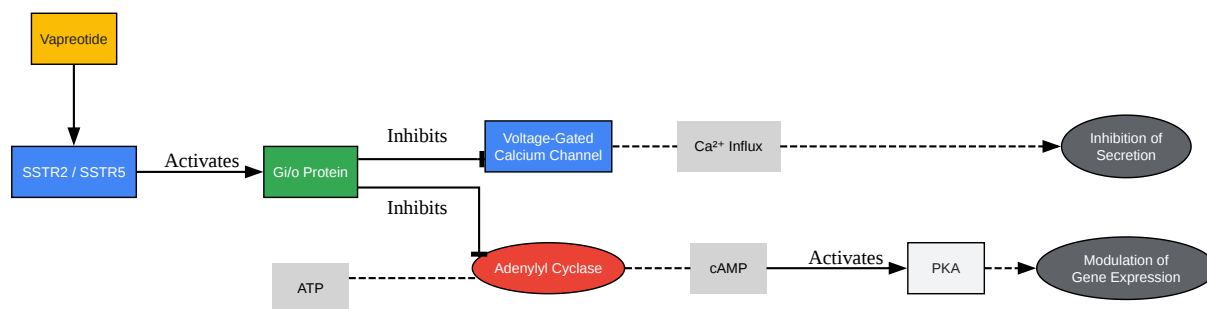 Vapreotide
SSTR2 / SSTR5
Activates
Gi/o Protein
Inhibits
Inhibits
Voltage-Gated
Calcium Channel
Ca²⁺ Influx
Inhibition of
Secretion
ATP
Adenylyl Cyclase
cAMP
Activates
PKA
Modulation of
Gene Expression